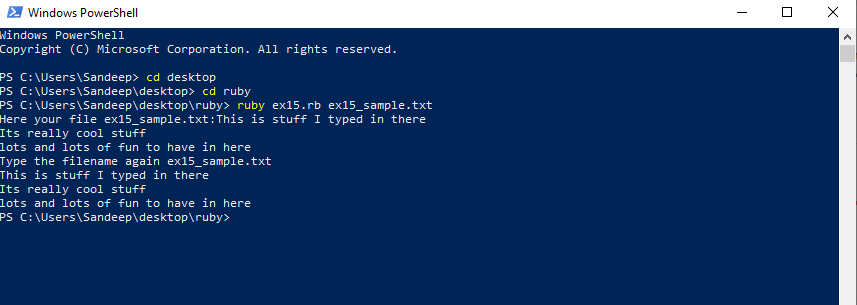 Windows PowerShell
Windows PowerShell
Copyright (C) Microsoft Corporation. All rights reserved.
PS C:\Users\Sandeep> cd desktop
PS C:\Users\Sandeep\desktop> cd ruby
PS C:\Users\Sandeep\desktop\ruby> ruby ex15.rb ex15_sample.txt
Here your file ex15_sample.txt:This is stuff I typed in there
Its really cool stuff
lots and lots of fun to have in here
Type the filename again ex15_sample.txt
This is stuff I typed in there
Its really cool stuff
lots and lots of fun to have in here
PS C:\Users\Sandeep\desktop\ruby>